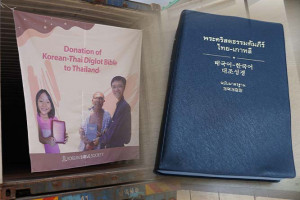 Donation of
Korean-Thai Diglot Bible
to Thailand
พระคริสตธรรมคัมภีร์
ไทย-เกาหลี
태국어-한국어
대조성경